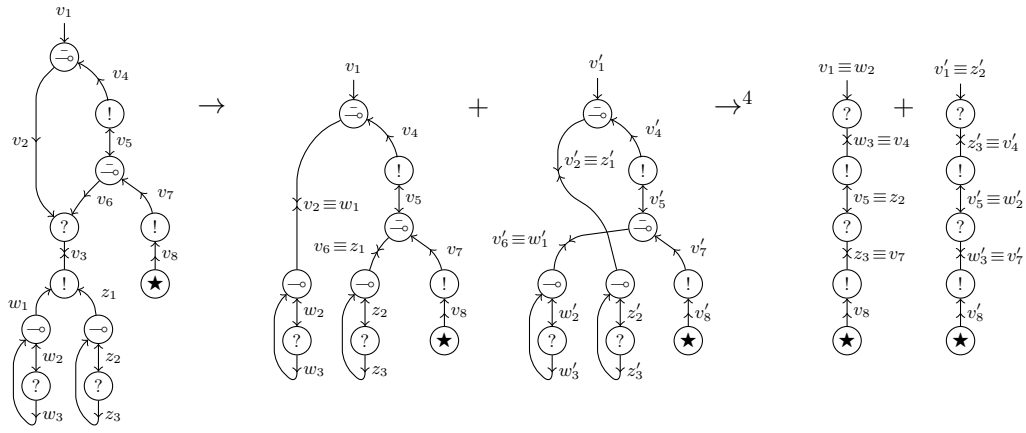 v₁
⊸̄
v₄
!
v₂
v₅
⊸̄
v₆
v₇
?
!
v₃
v₈
!
★
w₁
z₁
⊸
⊸
w₂
z₂
?
?
w₃
z₃
→
v₁
⊸̄
v₄
!
v₂≡w₁
v₅
⊸̄
v₆≡z₁
v₇
⊸
⊸
!
w₂
z₂
v₈
?
?
★
w₃
z₃
+
v′₁
⊸̄
v′₄
v′₂≡z′₁
!
v′₅
⊸̄
v′₆≡w′₁
v′₇
⊸
⊸
!
w′₂
z′₂
v′₈
?
?
★
w′₃
z′₃
→⁴
v₁≡w₂
?
w₃≡v₄
!
v₅≡z₂
?
z₃≡v₇
!
v₈
★
+
v′₁≡z′₂
?
z′₃≡v′₄
!
v′₅≡w′₂
?
w′₃≡v′₇
!
v′₈
★